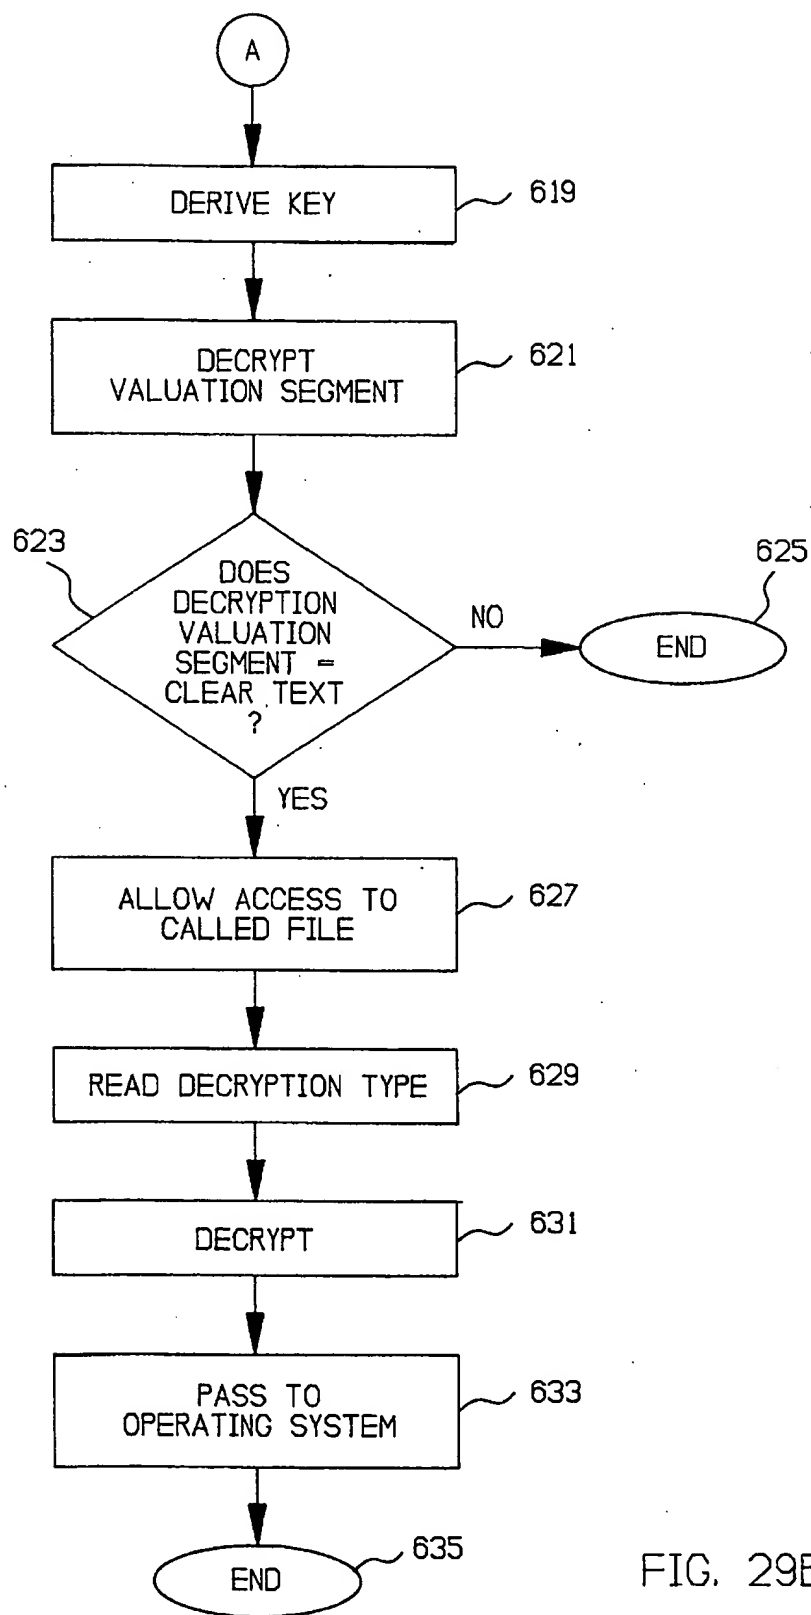 A
DERIVE KEY
619
DECRYPT
VALUATION SEGMENT
621
623
DOES
DECRYPTION
VALUATION
SEGMENT =
CLEAR TEXT
?
NO
625
END
YES
ALLOW ACCESS TO
CALLED FILE
627
READ DECRYPTION TYPE
629
DECRYPT
631
PASS TO
OPERATING SYSTEM
633
END
635
FIG. 29B